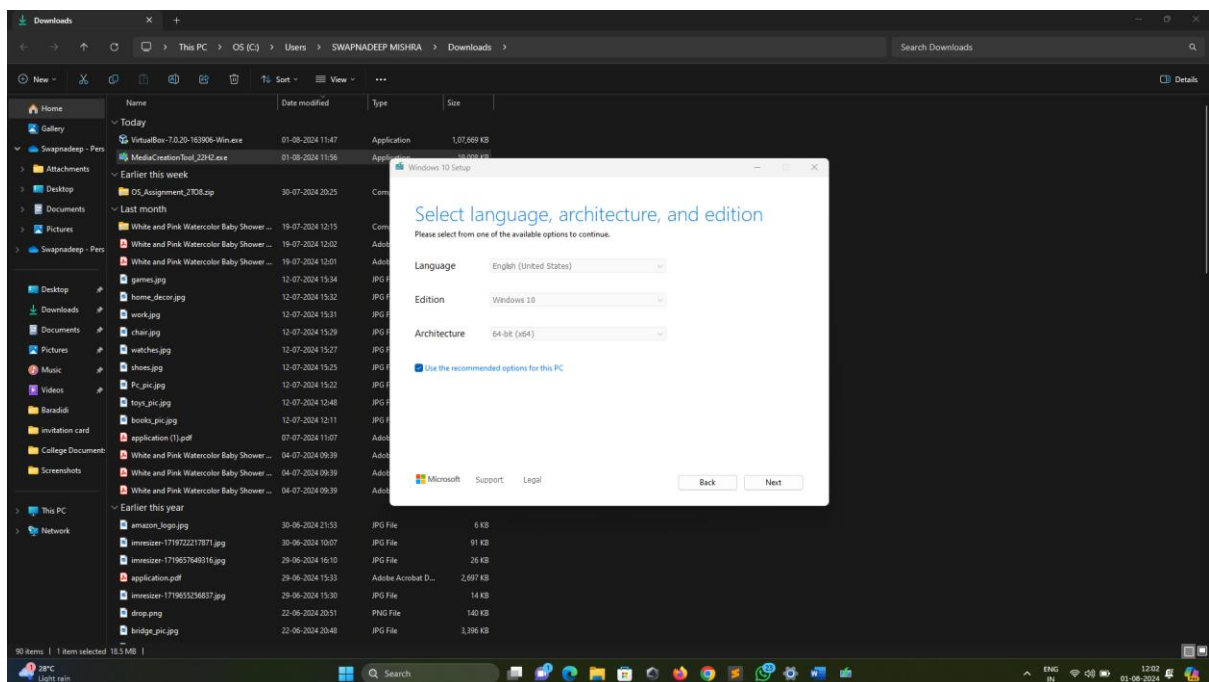 Downloads
This PC > OS (C:) > Users > SWAPNADEEP MISHRA > Downloads >
Search Downloads
New Sort View ... Details
Home
Gallery
Swapnadeep - Pers
Attachments
Desktop
Documents
Pictures
Swapnadeep - Pers
Desktop
Downloads
Documents
Pictures
Music
Videos
Baradidi
invitation card
College Document:
Screenshots
This PC
Network
Name Date modified Type Size
Today
VirtualBox-7.0.20-163906-Win.exe 01-08-2024 11:47 Application 1,07,669 KB
MediaCreationTool_22H2.exe 01-08-2024 11:56
Earlier this week
OS_Assignment_2TO8.zip 30-07-2024 20:25 Com
Last month
White and Pink Watercolor Baby Shower ... 19-07-2024 12:15 Com
White and Pink Watercolor Baby Shower ... 19-07-2024 12:02 Adob
White and Pink Watercolor Baby Shower ... 19-07-2024 12:01 Adob
games.jpg 12-07-2024 15:34 JPG F
home_decor.jpg 12-07-2024 15:32 JPG F
work.jpg 12-07-2024 15:31 JPG F
chair.jpg 12-07-2024 15:29 JPG F
watches.jpg 12-07-2024 15:27 JPG F
shoes.jpg 12-07-2024 15:25 JPG F
Pc_pic.jpg 12-07-2024 15:22 JPG F
toys_pic.jpg 12-07-2024 12:48 JPG F
books_pic.jpg 12-07-2024 12:11 JPG F
application (1).pdf 07-07-2024 11:07 Adob
White and Pink Watercolor Baby Shower ... 04-07-2024 09:39 Adob
White and Pink Watercolor Baby Shower ... 04-07-2024 09:39 Adob
White and Pink Watercolor Baby Shower ... 04-07-2024 09:39 Adob
Earlier this year
amazon_logo.jpg 30-06-2024 21:53 JPG File 6 KB
imresizer-1719722217871.jpg 30-06-2024 10:07 JPG File 91 KB
imresizer-1719657649316.jpg 29-06-2024 16:10 JPG File 26 KB
application.pdf 29-06-2024 15:33 Adobe Acrobat D... 2,697 KB
imresizer-1719655256837.jpg 29-06-2024 15:30 JPG File 14 KB
drop.png 22-06-2024 20:51 PNG File 140 KB
bridge_pic.jpg 22-06-2024 20:48 JPG File 3,396 KB
Windows 10 Setup
Select language, architecture, and edition
Please select from one of the available options to continue.
Language English (United States)
Edition Windows 10
Architecture 64-bit (x64)
Use the recommended options for this PC
Microsoft Support Legal
Back Next
90 items | 1 item selected 18.5 MB |
28°C
Light rain
Search
23
ENG
IN
12:02
01-08-2024